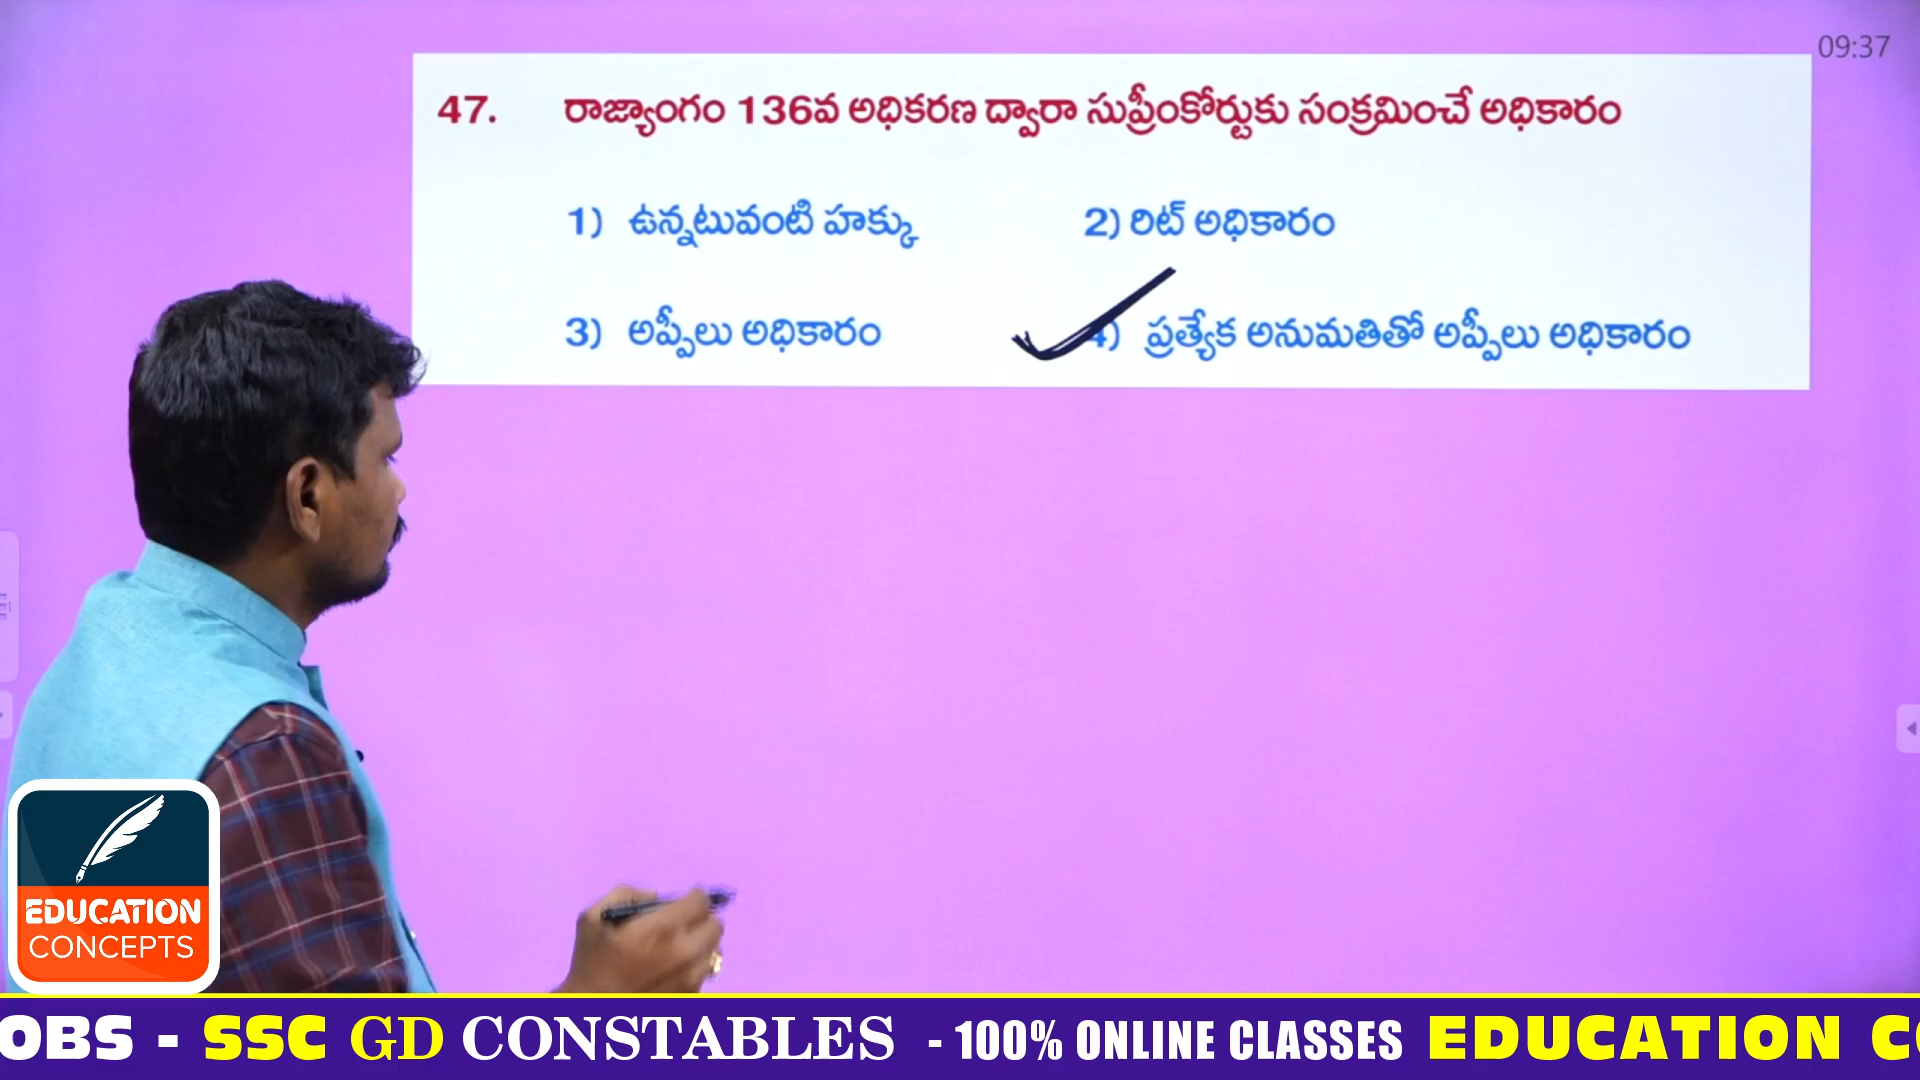 09:37
47. రాజ్యాంగం 136వ అధికరణ ద్వారా సుప్రీంకోర్టుకు సంక్రమించే అధికారం
1) ఉన్నటువంటి హక్కు 2) రిట్ అధికారం
3) అప్పీలు అధికారం 4) ప్రత్యేక అనుమతితో అప్పీలు అధికారం
EDUCATION
CONCEPTS
OBS - SSC GD CONSTABLES - 100% ONLINE CLASSES EDUCATION C